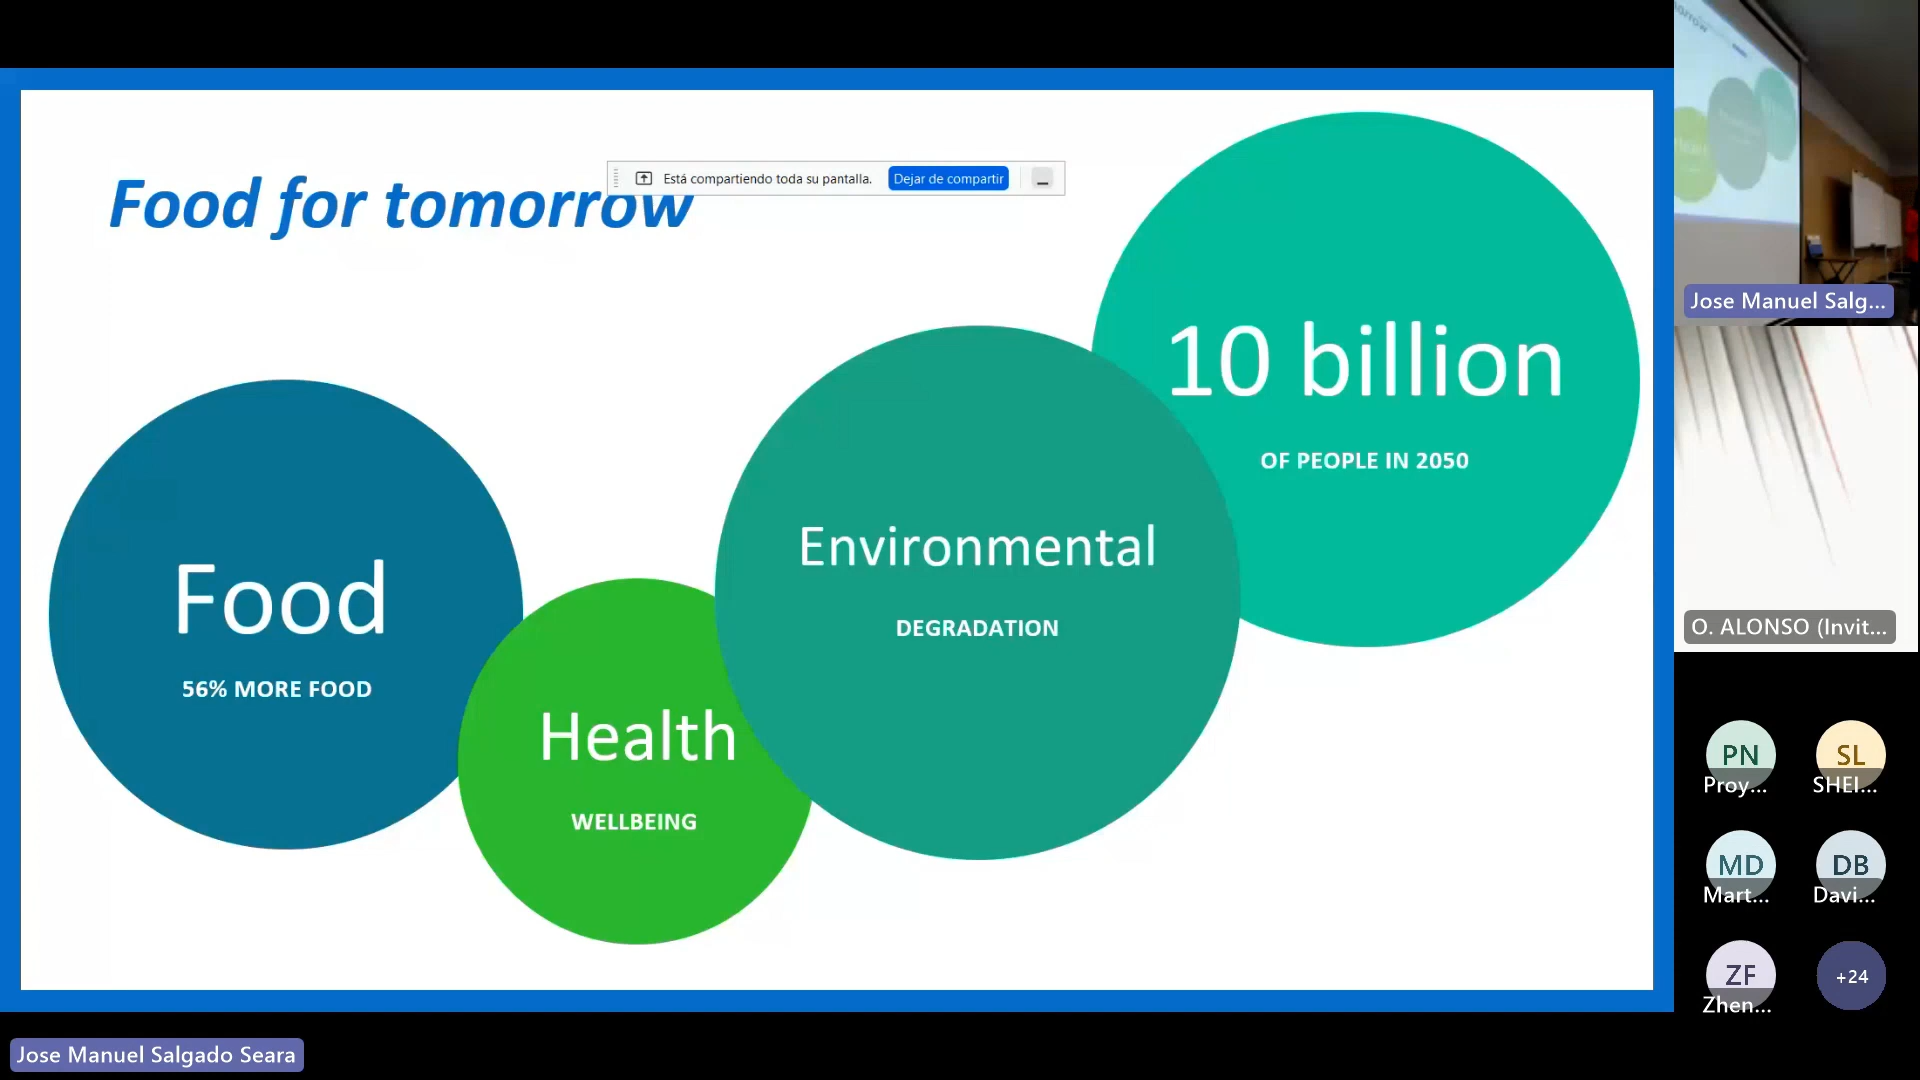 Food for tomorrow
Está compartiendo toda su pantalla.
Dejar de compartir
10 billion
OF PEOPLE IN 2050
Environmental
DEGRADATION
Food
56% MORE FOOD
Health
WELLBEING
Jose Manuel Salg...
O. ALONSO (Invit...
PN
Proy...
SL
SHEI...
MD
Mart...
DB
Davi...
ZF
Zhen...
+24
Jose Manuel Salgado Seara